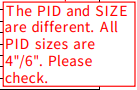 The PID and SIZE
are different. All
PID sizes are
4"/6". Please
check.